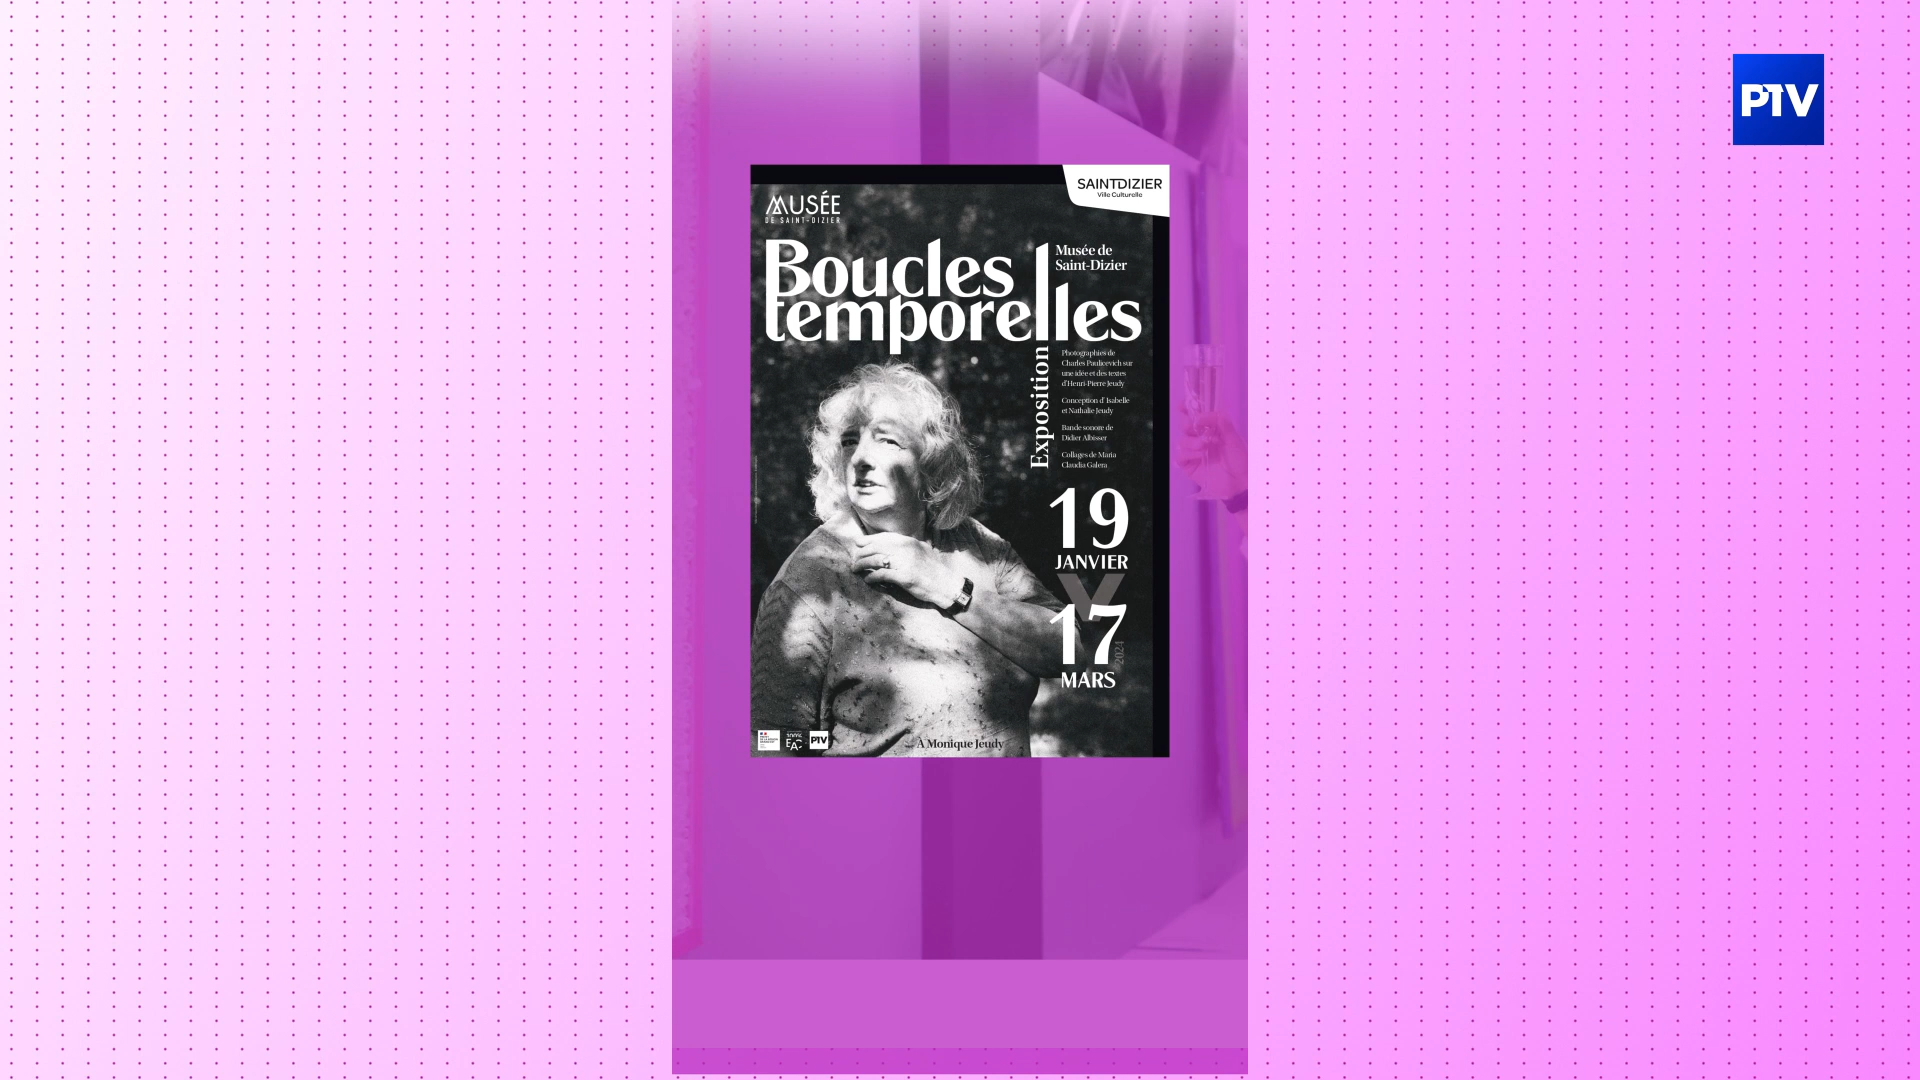 PTV
SAINTDIZIER
Ville Culturelle
MUSÉE
DE SAINT-DIZIER
Boucles
temporelles
Musée de
Saint-Dizier
Exposition
Photographies de
Charles Paulicevich sur
une idée et des textes
d'Henri-Pierre Jeudy
Conception d' Isabelle
et Nathalie Jeudy
Bande sonore de
Didier Albisser
Collages de Maria
Claudia Galera
19
JANVIER
17
2024
MARS
100%
EAC
PTV
À Monique Jeudy